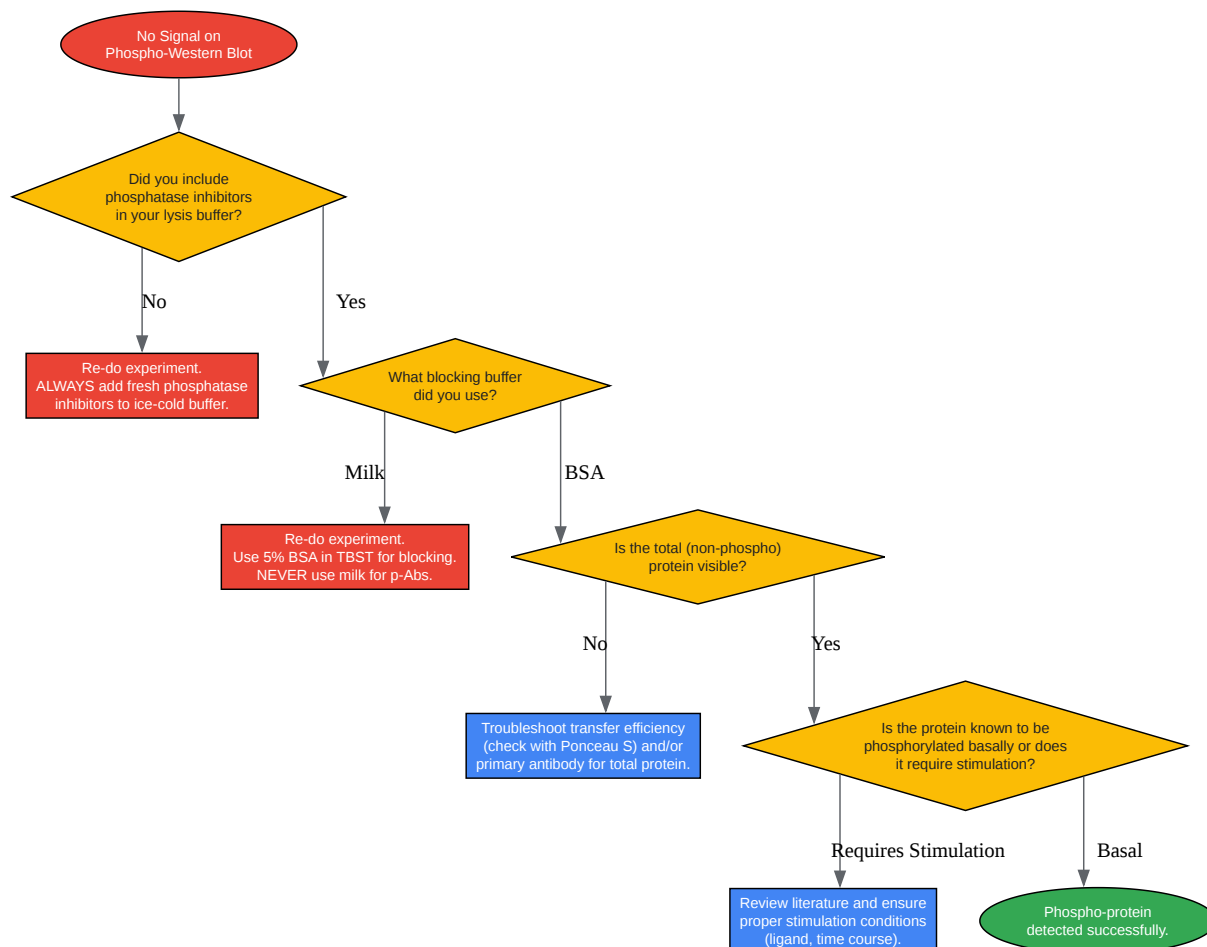 No Signal on
Phospho-Western Blot
Did you include
phosphatase inhibitors
in your lysis buffer?
No
Yes
Re-do experiment.
ALWAYS add fresh phosphatase
inhibitors to ice-cold buffer.
What blocking buffer
did you use?
Milk
BSA
Re-do experiment.
Use 5% BSA in TBST for blocking.
NEVER use milk for p-Abs.
Is the total (non-phospho)
protein visible?
No
Yes
Troubleshoot transfer efficiency
(check with Ponceau S) and/or
primary antibody for total protein.
Is the protein known to be
phosphorylated basally or does
it require stimulation?
Requires Stimulation
Basal
Review literature and ensure
proper stimulation conditions
(ligand, time course).
Phospho-protein
detected successfully.